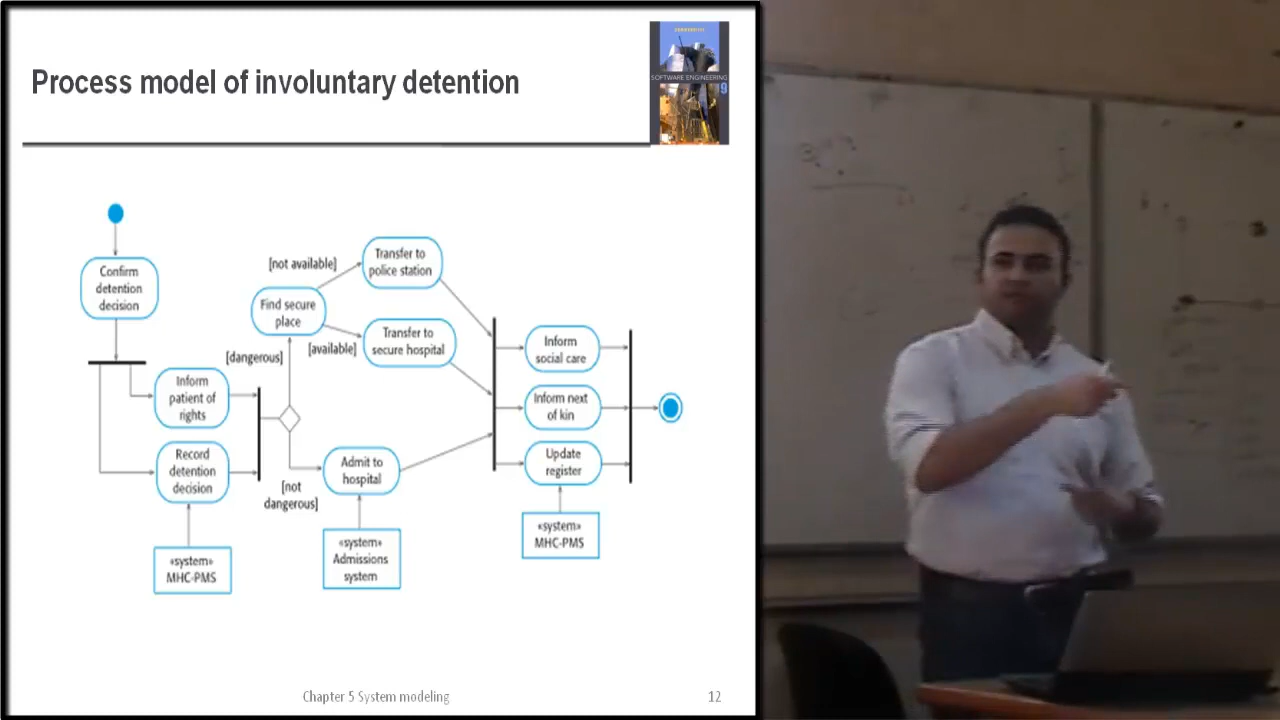 Process model of involuntary detention
SOFTWARE ENGINEERING
9
Confirm
detention
decision
Inform
patient of
rights
Record
detention
decision
«system»
MHC-PMS
[dangerous]
[not
dangerous]
Find secure
place
[not available]
[available]
Transfer to
police station
Transfer to
secure hospital
Admit to
hospital
«system»
Admissions
system
Inform
social care
Inform next
of kin
Update
register
«system»
MHC-PMS
Chapter 5 System modeling
12